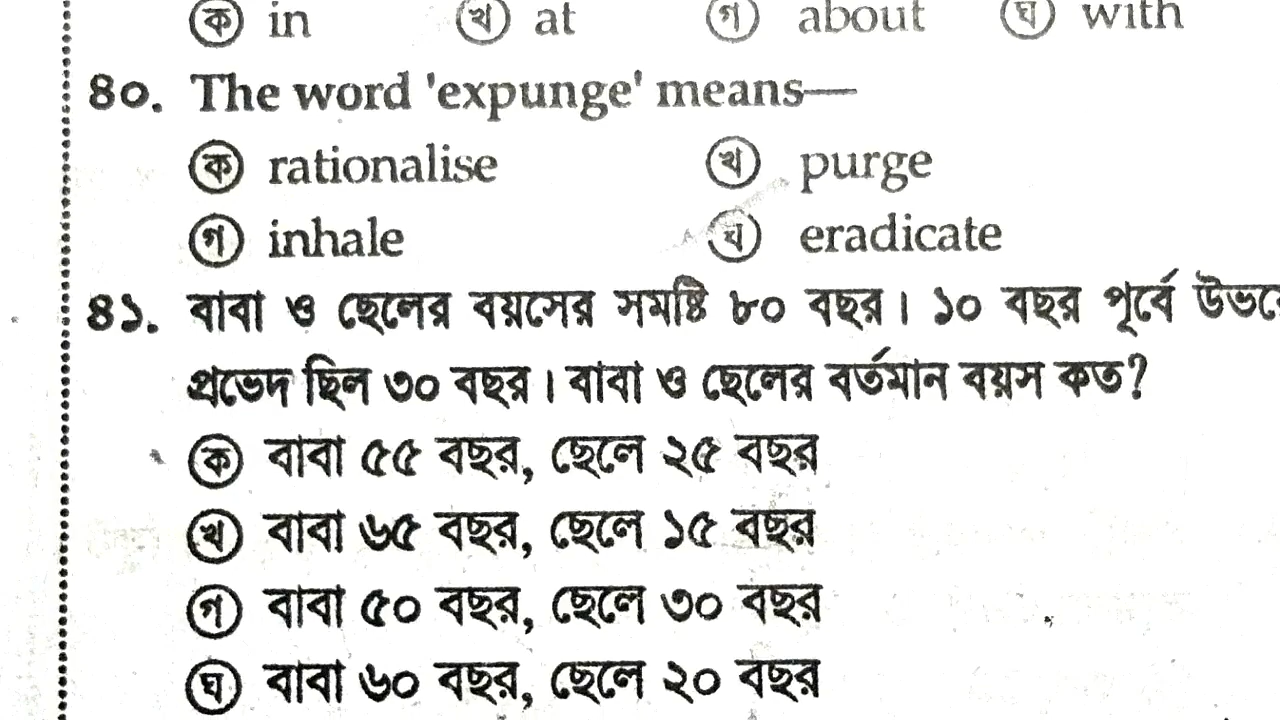 ক in খ at গ about ঘ with
৪০. The word 'expunge' means—
ক rationalise খ purge
গ inhale ঘ eradicate
৪১. বাবা ও ছেলের বয়সের সমষ্টি ৮০ বছর। ১০ বছর পূর্বে
প্রভেদ ছিল ৩০ বছর। বাবা ও ছেলের বর্তমান বয়স কত?
ক বাবা ৫৫ বছর, ছেলে ২৫ বছর
খ বাবা ৬৫ বছর, ছেলে ১৫ বছর
গ বাবা ৫০ বছর, ছেলে ৩০ বছর
ঘ বাবা ৬০ বছর, ছেলে ২০ বছর